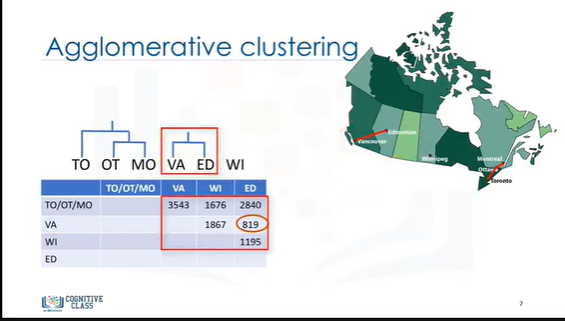 Agglomerative clustering
Edmonton
Vancouver
Winnipeg
Montreal
Ottawa
Toronto
TO OT MO VA ED WI
TO/OT/MO VA WI ED
TO/OT/MO 3543 1676 2840
VA 1867 819
WI 1195
ED
COGNITIVE
CLASS
7